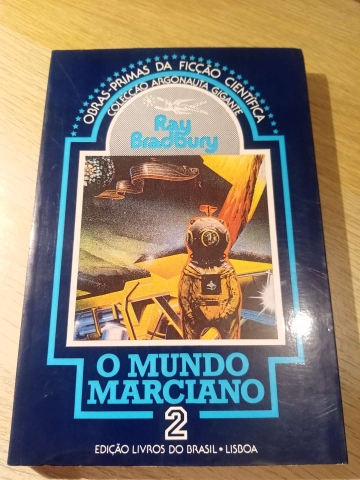 OBRAS-PRIMAS DA FICÇÃO CIENTÍFICA
COLECÇÃO ARGONAUTA GIGANTE
Ray
Bradbury
O MUNDO
MARCIANO
2
EDIÇÃO LIVROS DO BRASIL • LISBOA